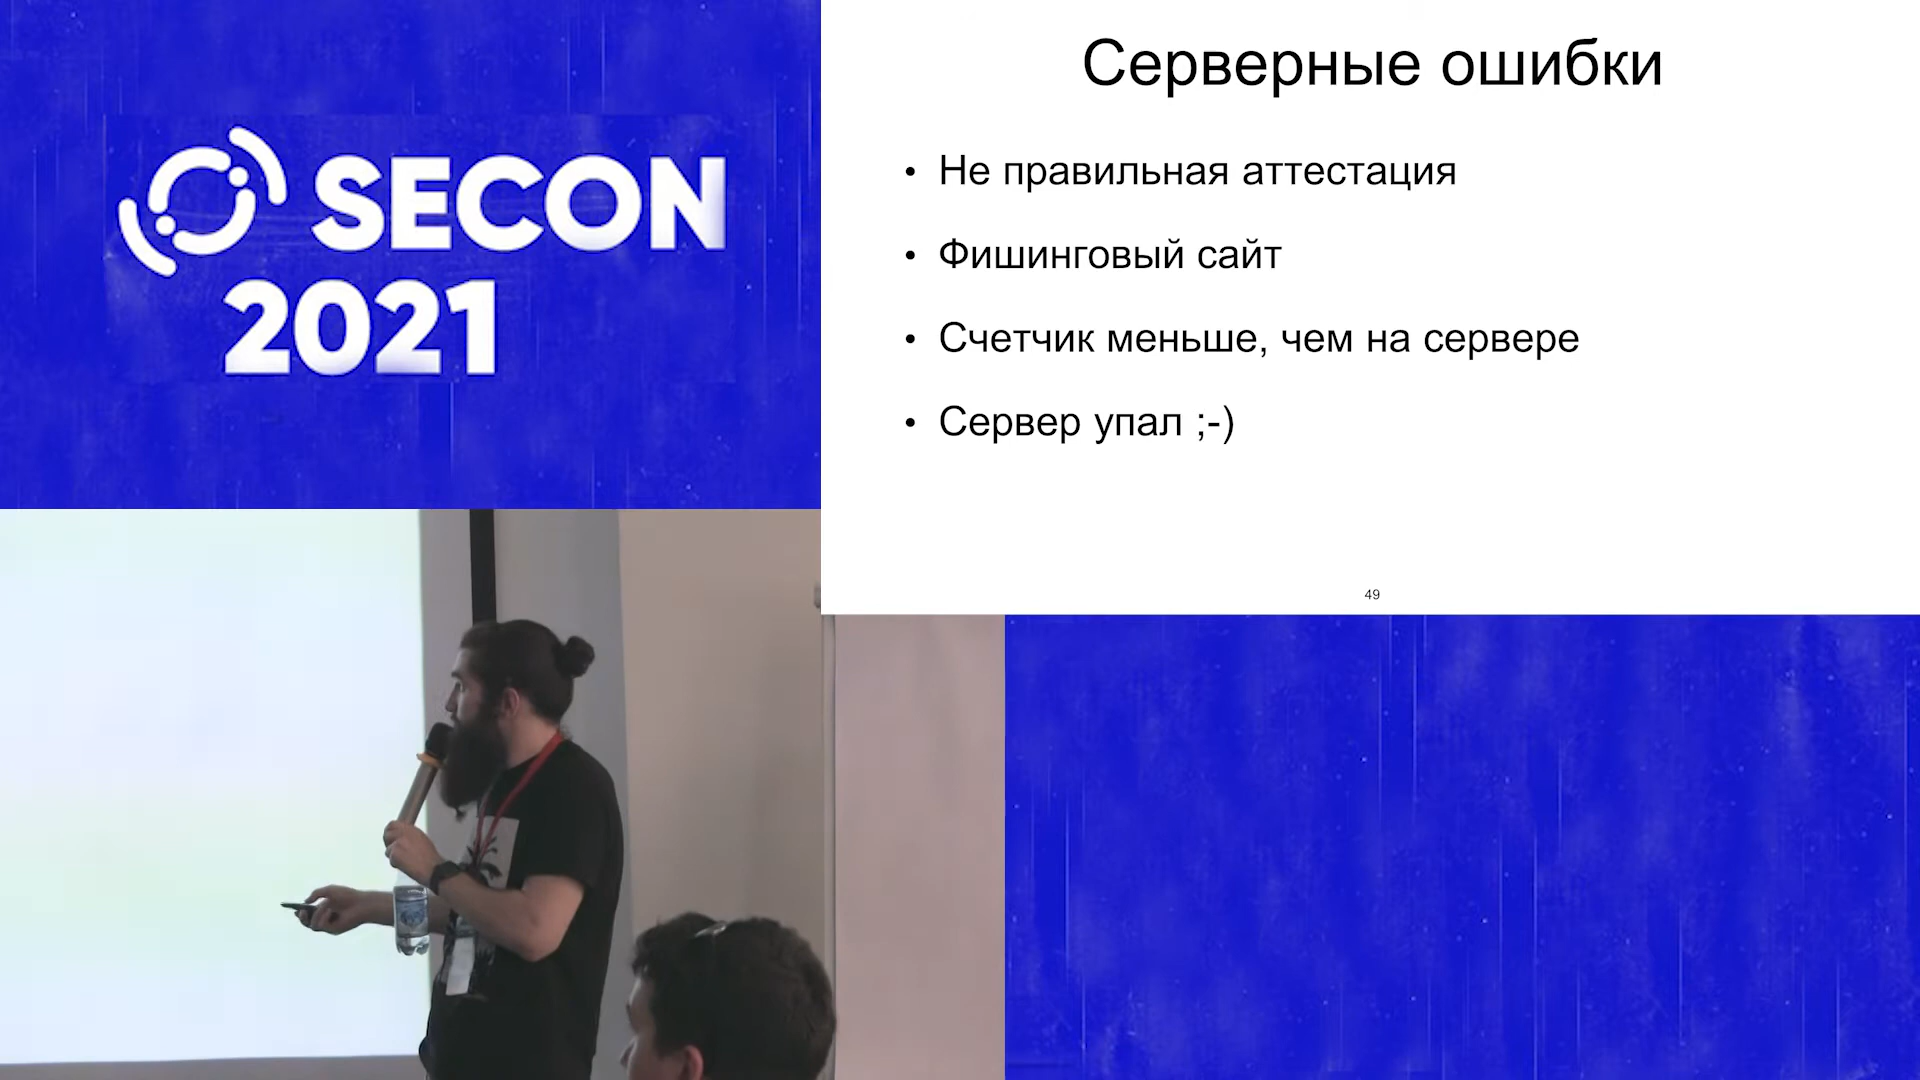 SECON
2021
Серверные ошибки
• Не правильная аттестация
• Фишинговый сайт
• Счетчик меньше, чем на сервере
• Сервер упал ;-)
49